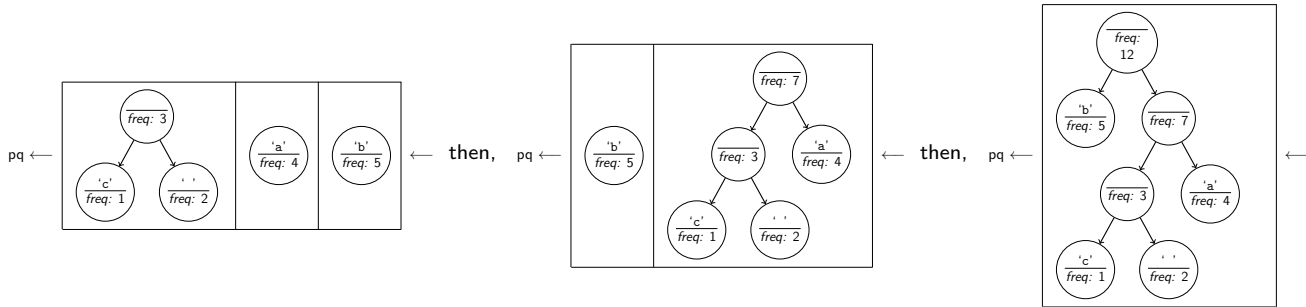 pq ←
freq: 3
'c'
freq: 1
' '
freq: 2
'a'
freq: 4
'b'
freq: 5
← then,
pq ←
'b'
freq: 5
freq: 7
freq: 3
'a'
freq: 4
'c'
freq: 1
' '
freq: 2
← then,
pq ←
freq:
12
'b'
freq: 5
freq: 7
freq: 3
'a'
freq: 4
'c'
freq: 1
' '
freq: 2
←